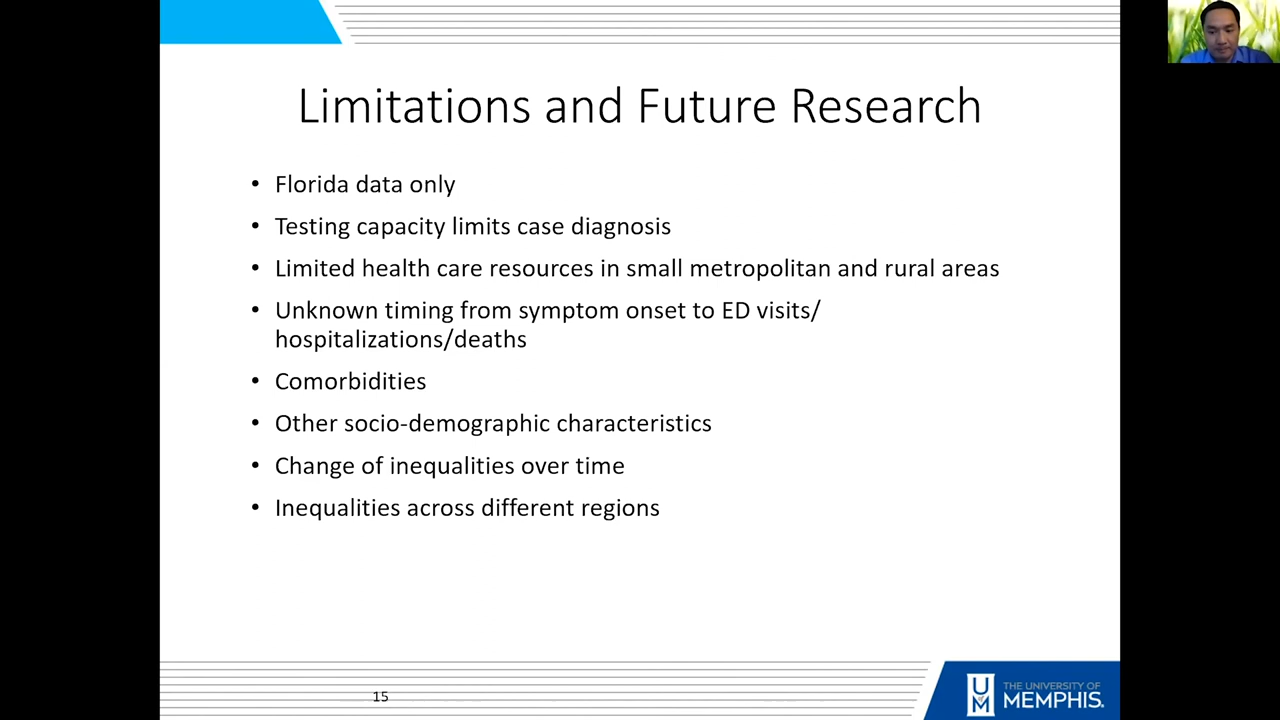 Limitations and Future Research
• Florida data only
• Testing capacity limits case diagnosis
• Limited health care resources in small metropolitan and rural areas
• Unknown timing from symptom onset to ED visits/
hospitalizations/deaths
• Comorbidities
• Other socio-demographic characteristics
• Change of inequalities over time
• Inequalities across different regions
15
UofM
THE UNIVERSITY OF
MEMPHIS.